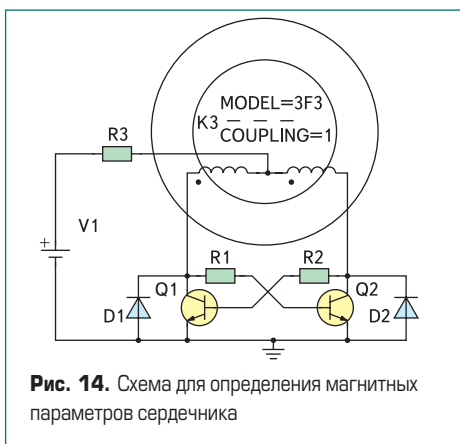 MODEL=3F3
K3
COUPLING=1
R3
V1
+
R1
R2
Q1
Q2
D1
D2
Рис. 14. Схема для определения магнитных
параметров сердечника